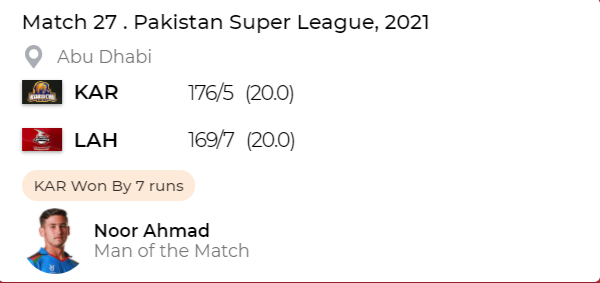 Match 27 . Pakistan Super League, 2021
Abu Dhabi
KAR 176/5 (20.0)
LAH 169/7 (20.0)
KAR Won By 7 runs
Noor Ahmad
Man of the Match